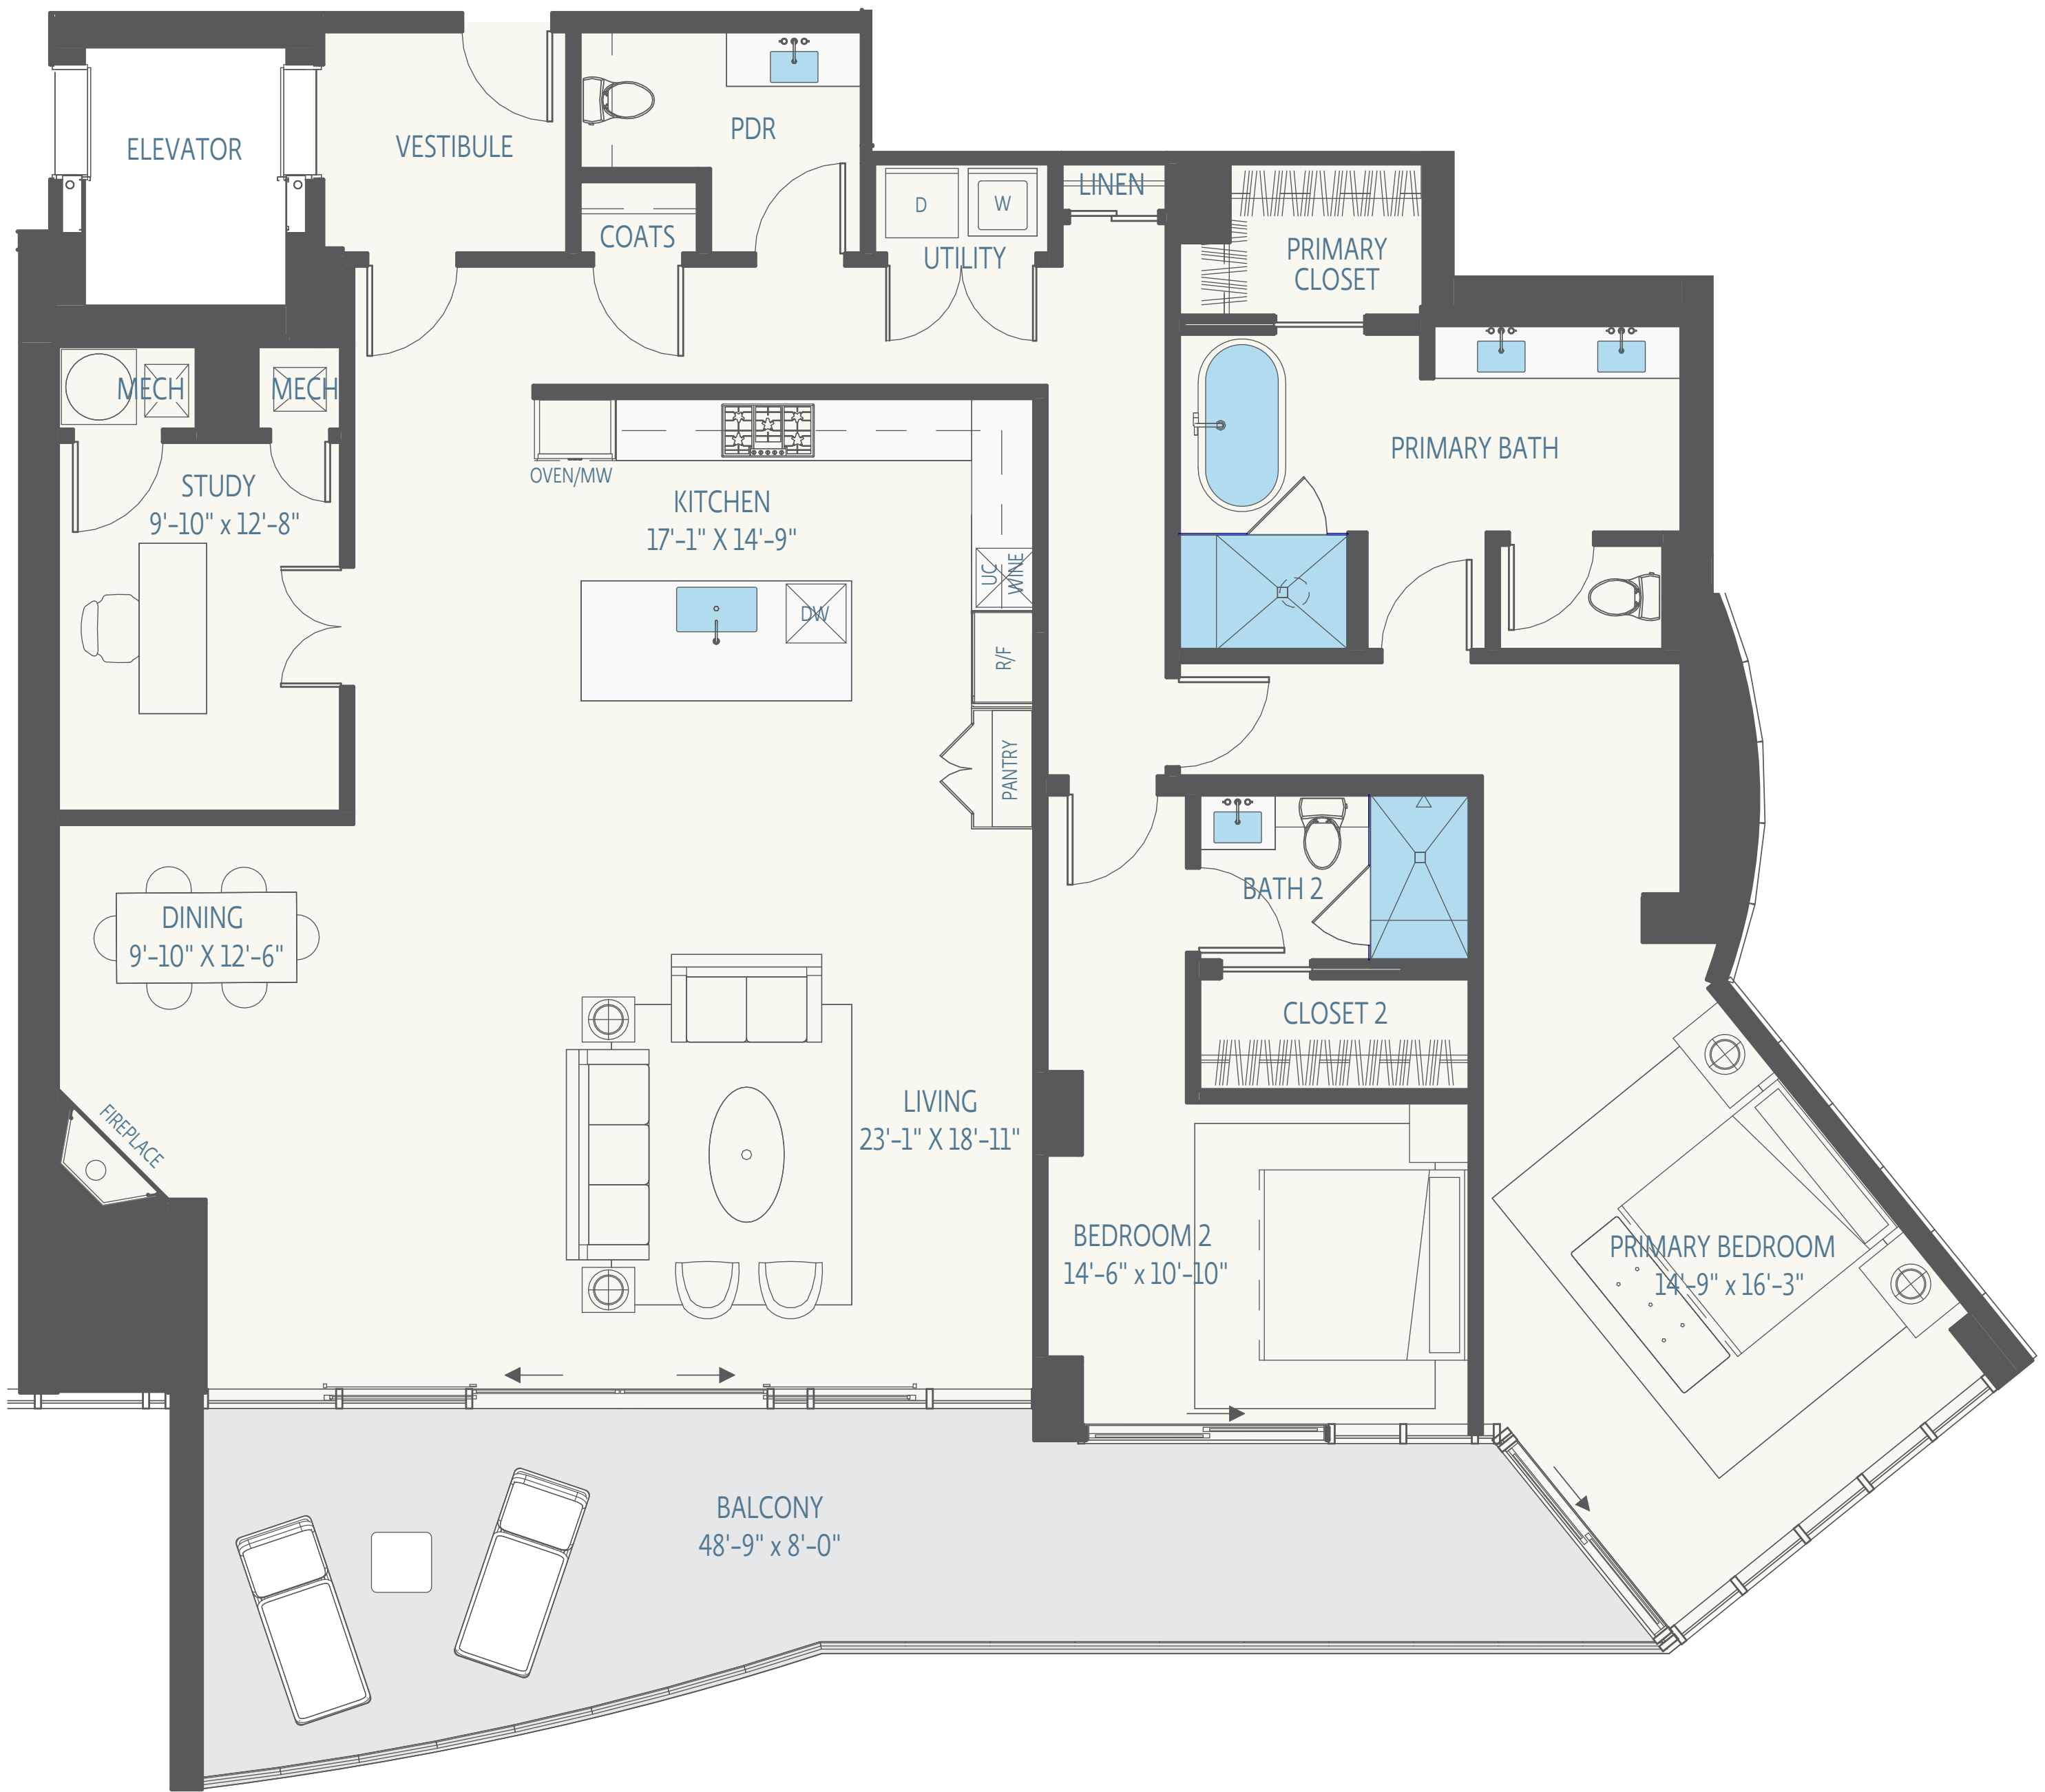 ELEVATOR
VESTIBULE
PDR
COATS
D
W
UTILITY
LINEN
PRIMARY
CLOSET
MECH
MECH
STUDY
9'-10" x 12'-8"
OVEN/MW
KITCHEN
17'-1" X 14'-9"
UC
WINE
DW
R/F
PANTRY
PRIMARY BATH
DINING
9'-10" X 12'-6"
BATH 2
CLOSET 2
FIREPLACE
LIVING
23'-1" X 18'-11"
BEDROOM 2
14'-6" x 10'-10"
PRIMARY BEDROOM
14'-9" x 16'-3"
BALCONY
48'-9" x 8'-0"